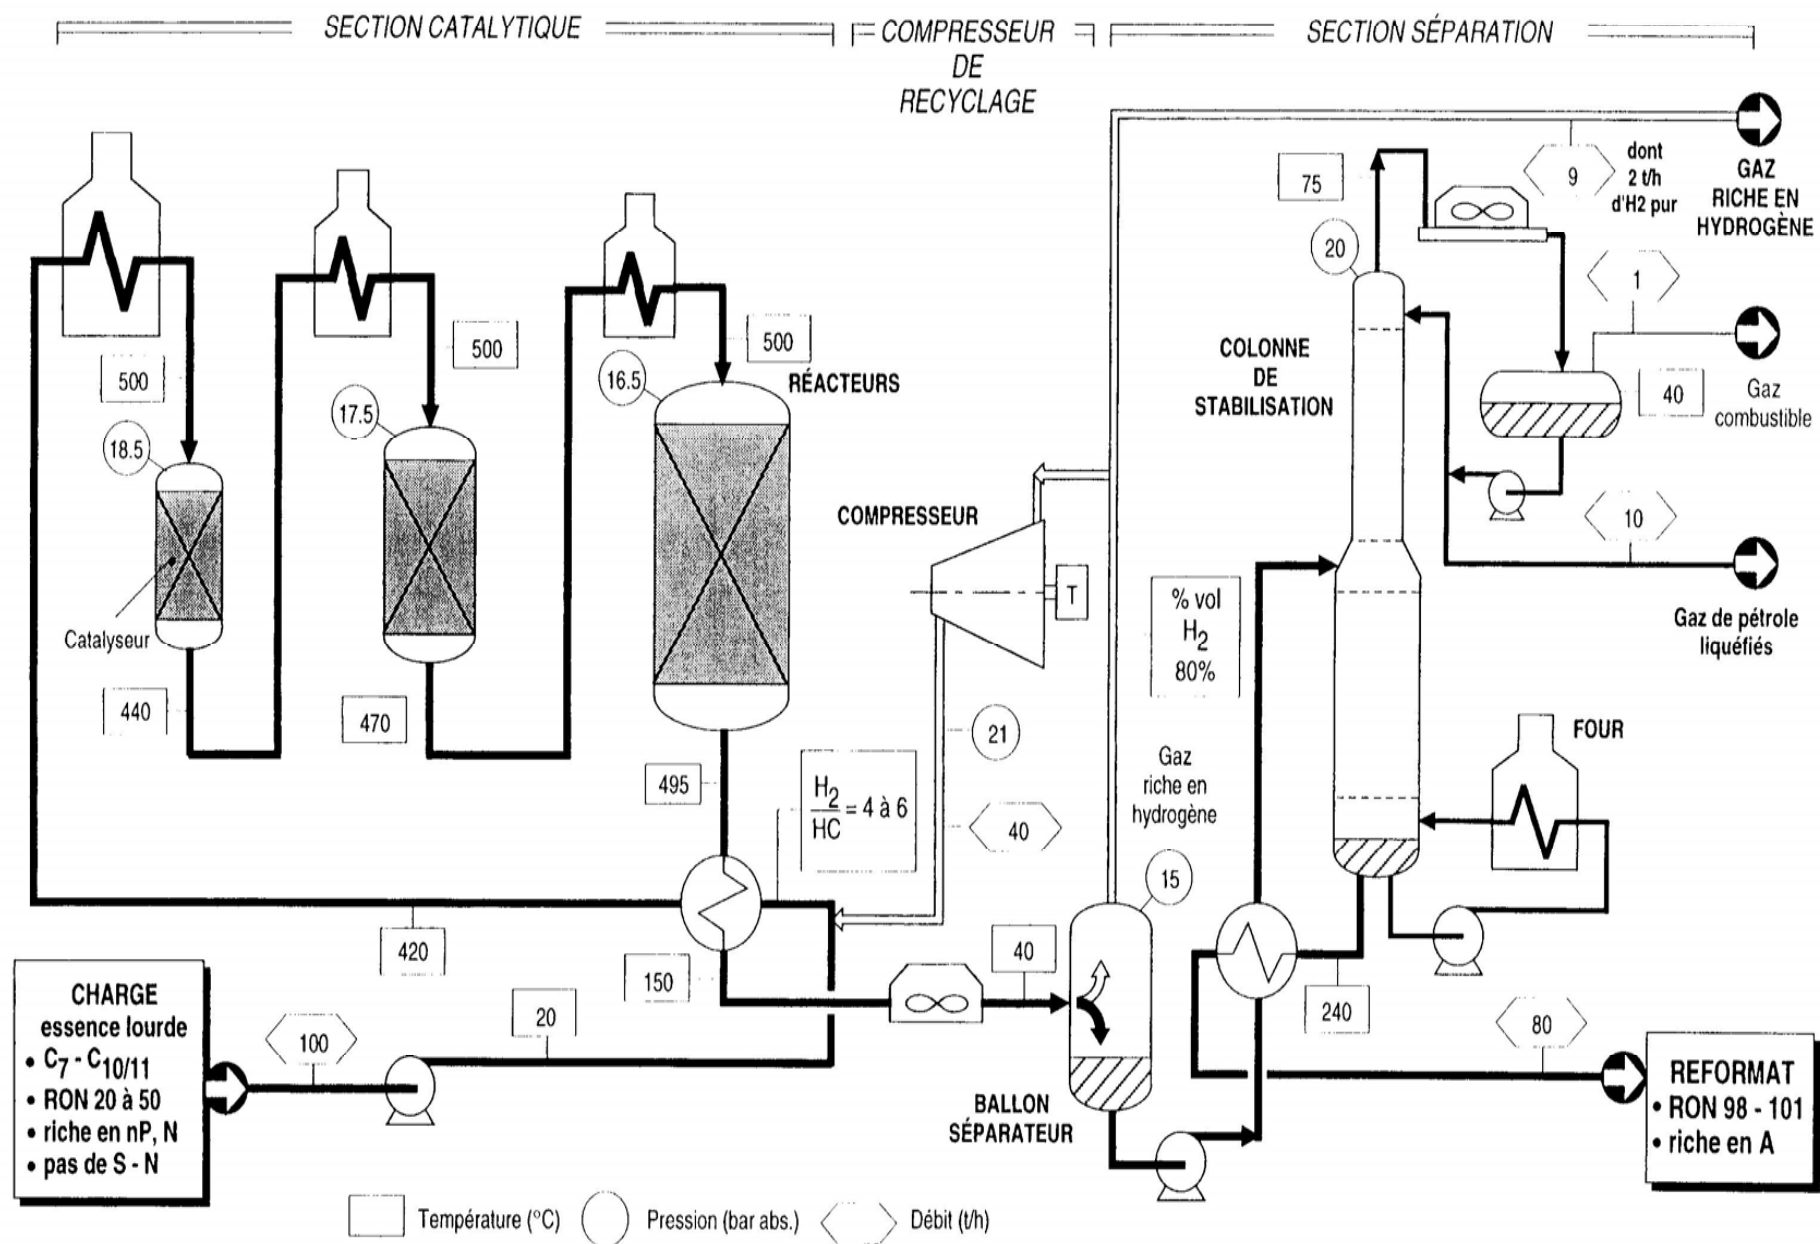 SECTION CATALYTIQUE
COMPRESSEUR
DE
RECYCLAGE
SECTION SÉPARATION
9
dont
2 t/h
d'H2 pur
GAZ
RICHE EN
HYDROGÈNE
75
20
1
500
500
500
COLONNE
DE
STABILISATION
40
Gaz
combustible
RÉACTEURS
16.5
17.5
18.5
COMPRESSEUR
10
T
% vol
H2
80%
Gaz de pétrole
liquéfiés
Catalyseur
440
470
21
FOUR
495
H2
HC
= 4 à 6
Gaz
riche en
hydrogène
40
15
420
150
40
240
CHARGE
essence lourde
• C7 - C10/11
• RON 20 à 50
• riche en nP, N
• pas de S - N
100
20
80
REFORMAT
• RON 98 - 101
• riche en A
BALLON
SÉPARATEUR
Température (°C)
Pression (bar abs.)
Débit (t/h)